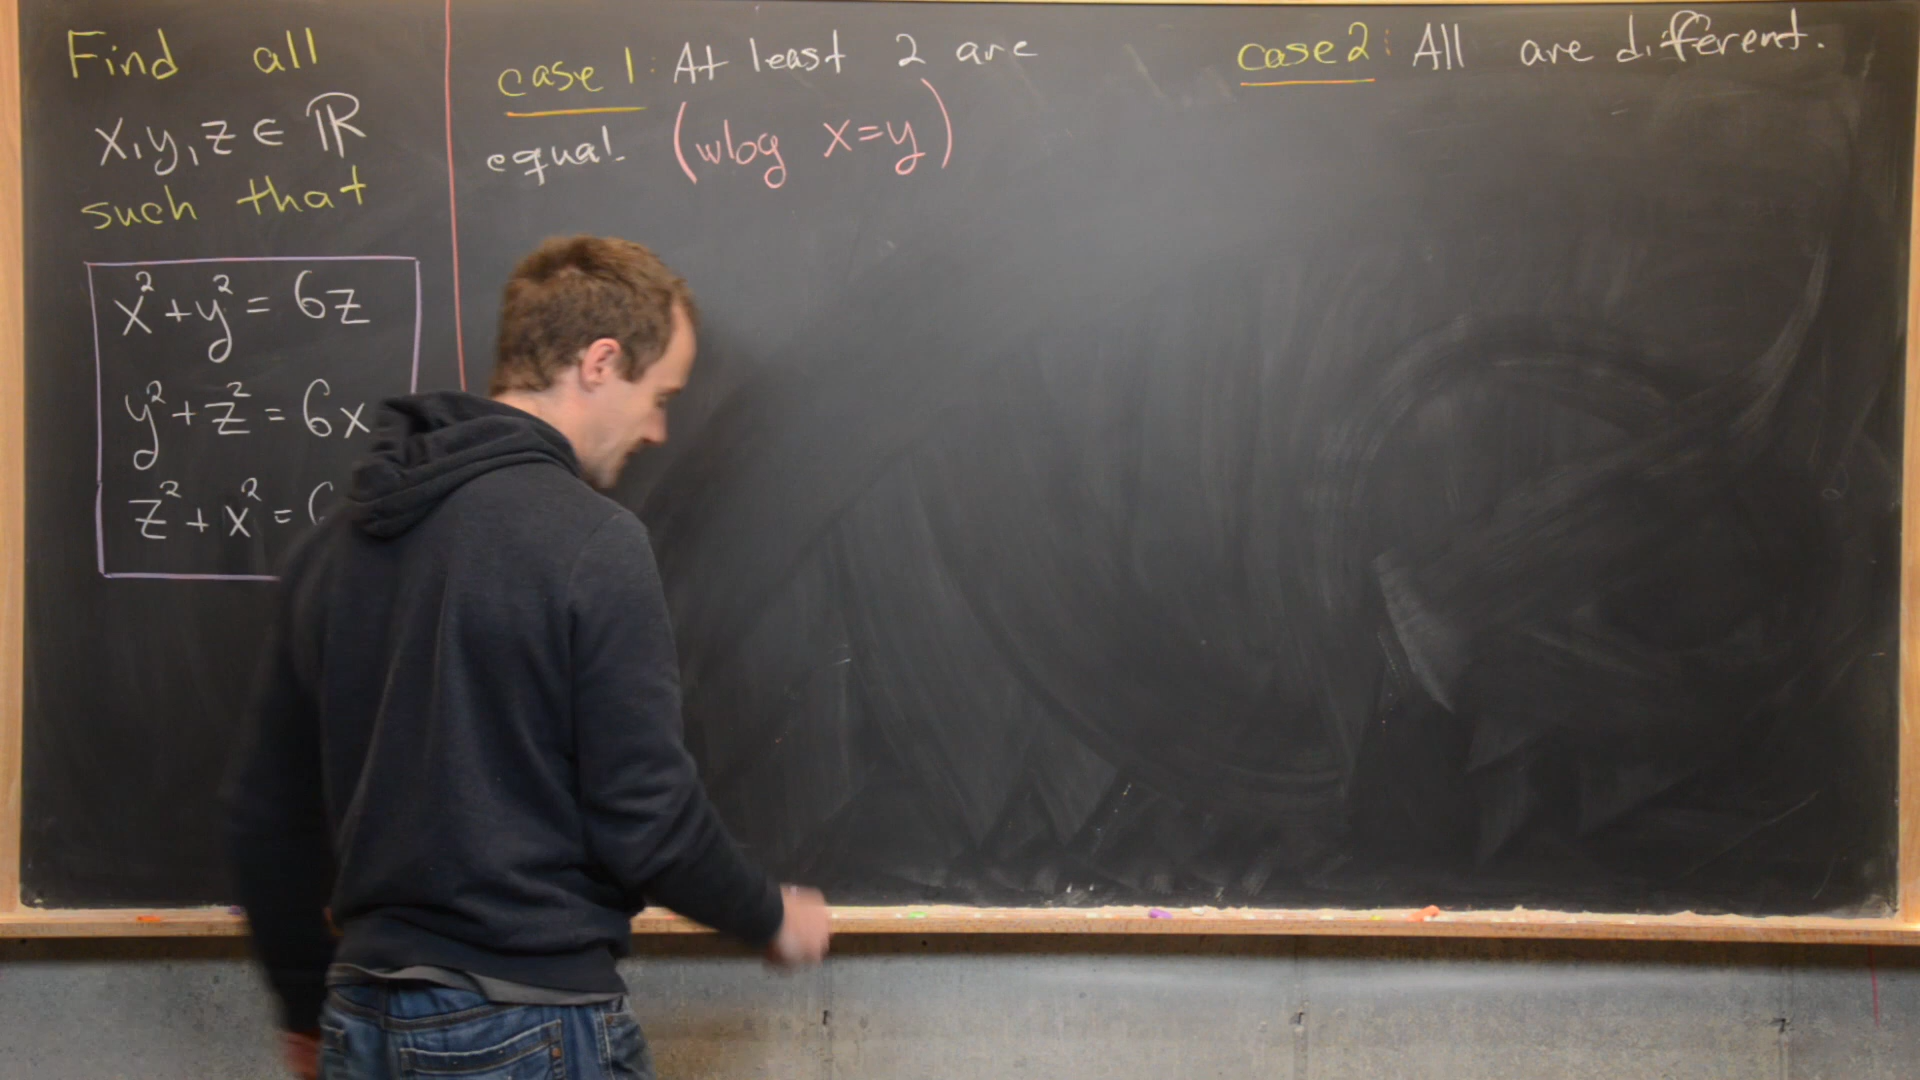 Find all
x, y, z ∈ ℝ
such that
x² + y² = 6z
y² + z² = 6x
z² + x² = 6
case 1: At least 2 are
equal (wlog x=y)
case 2: All are different.